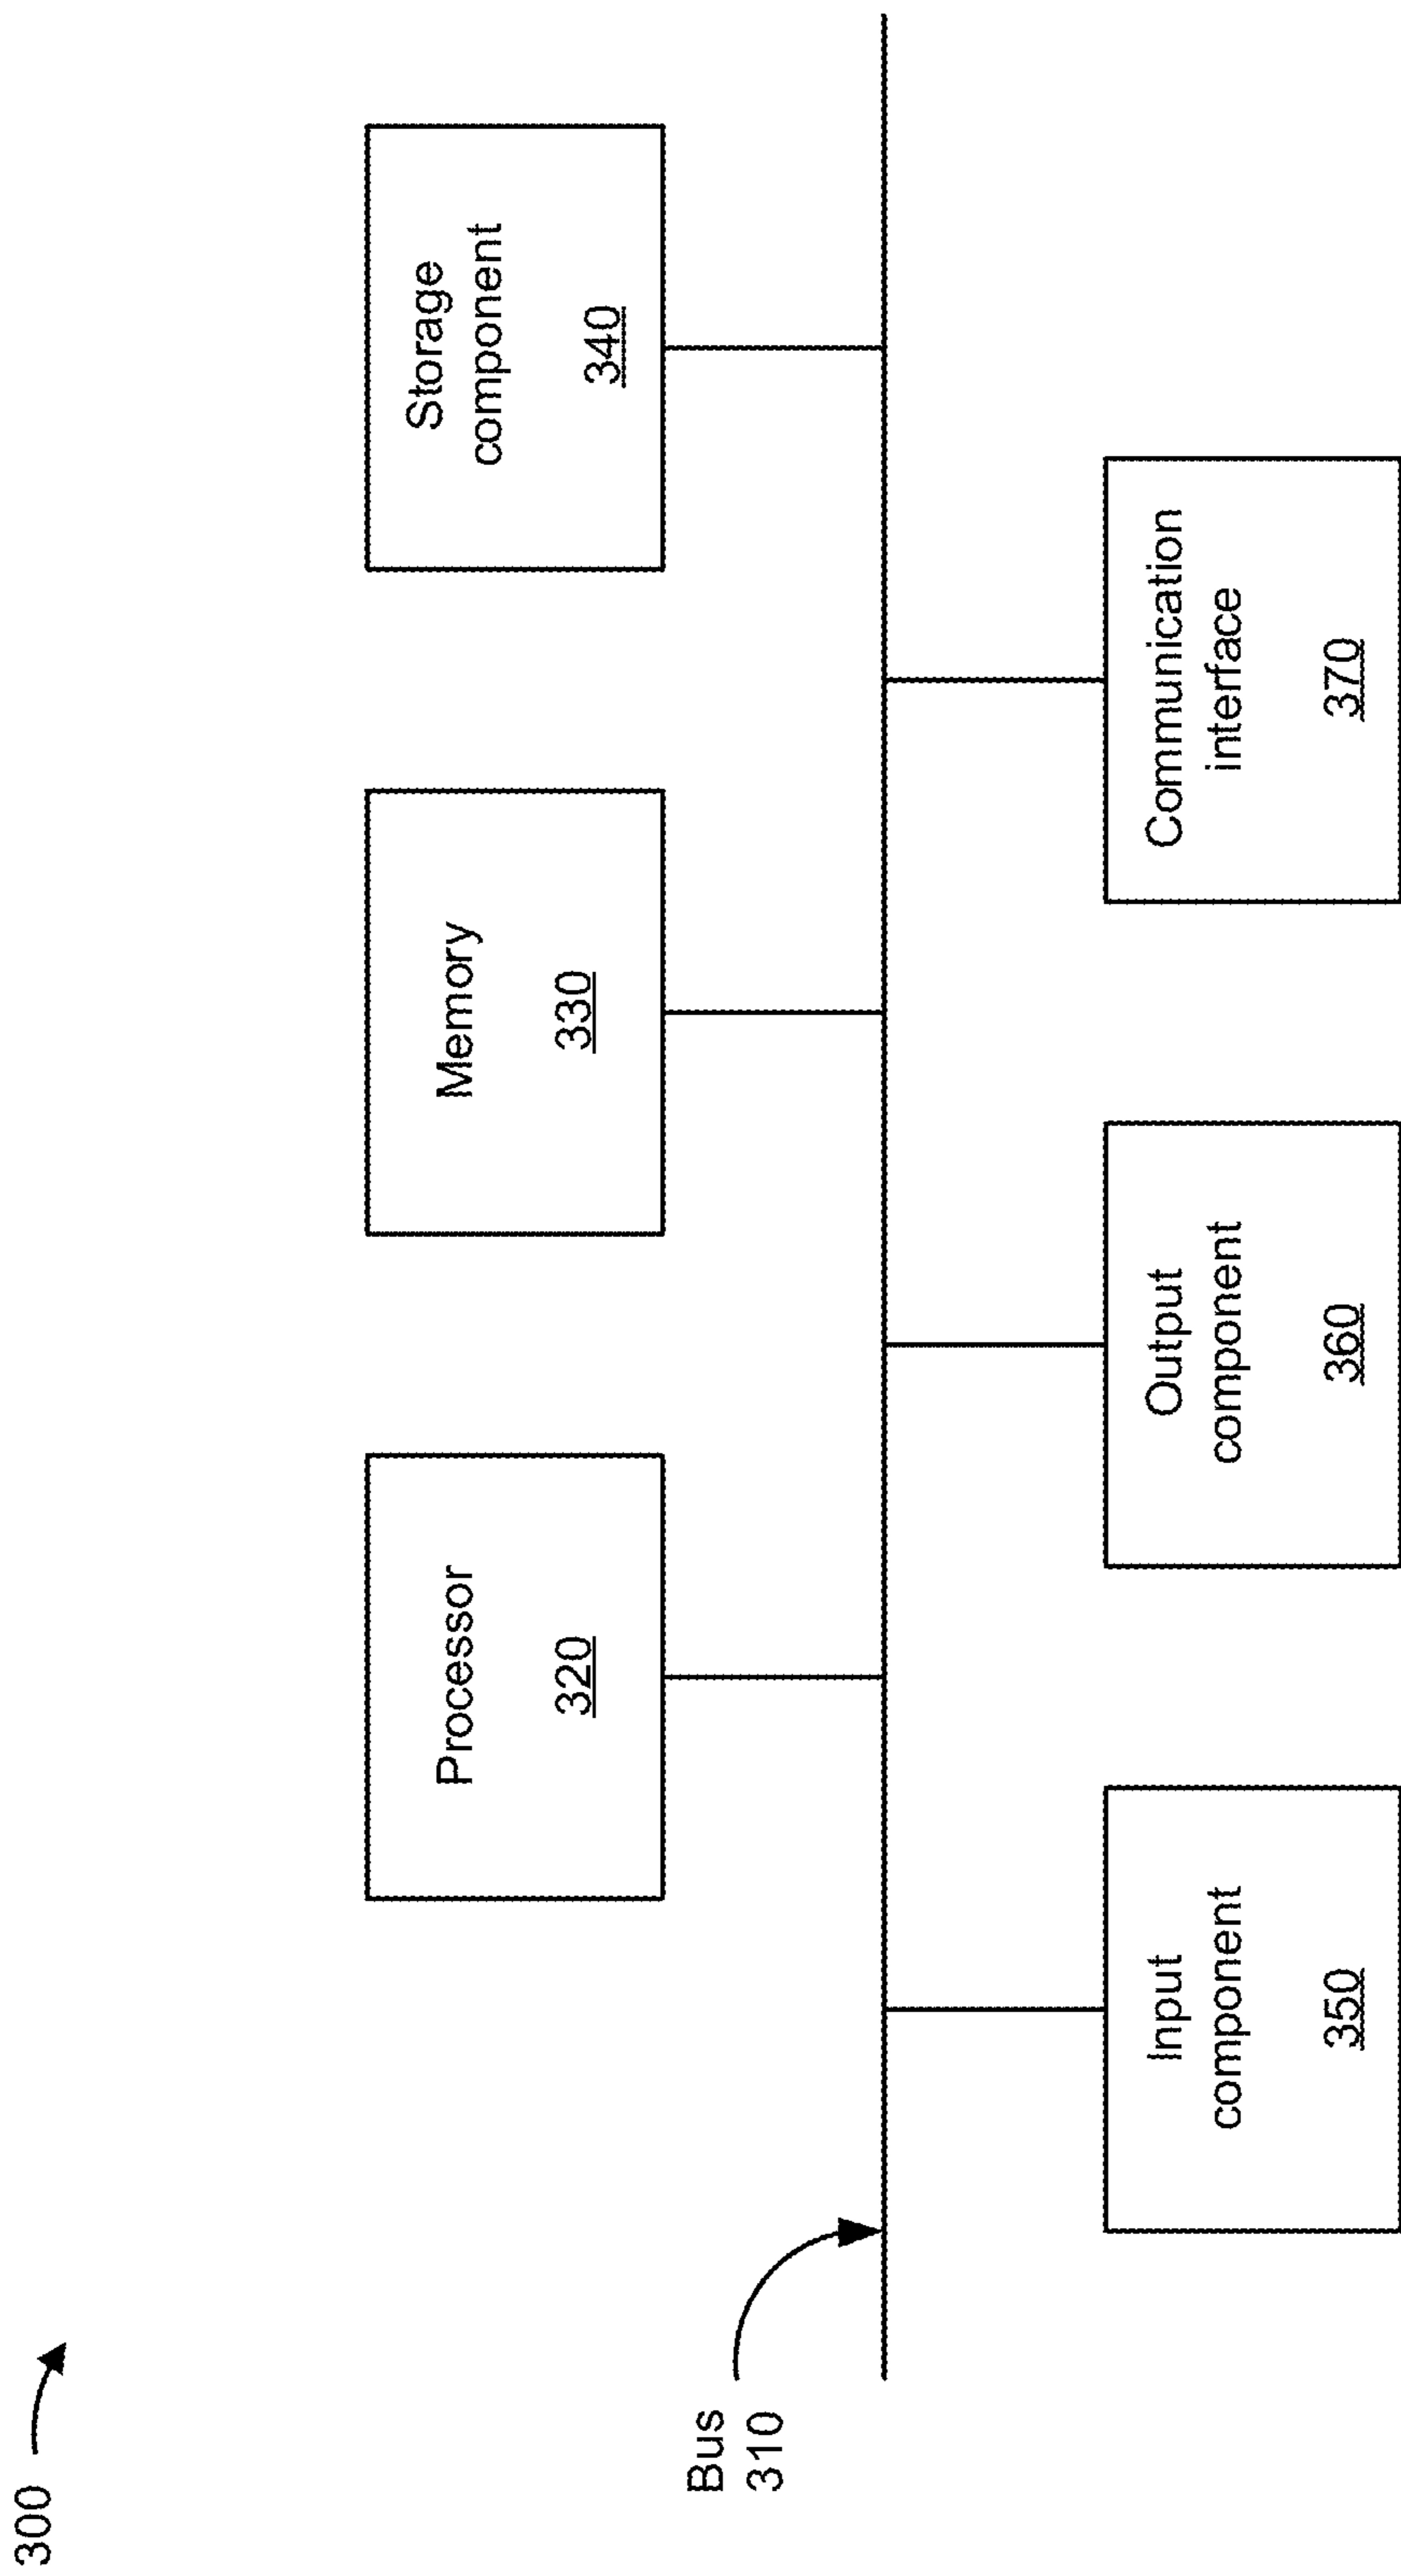 300
Processor
320
Memory
330
Storage
component
340
Bus
310
Input
component
350
Output
component
360
Communication
interface
370